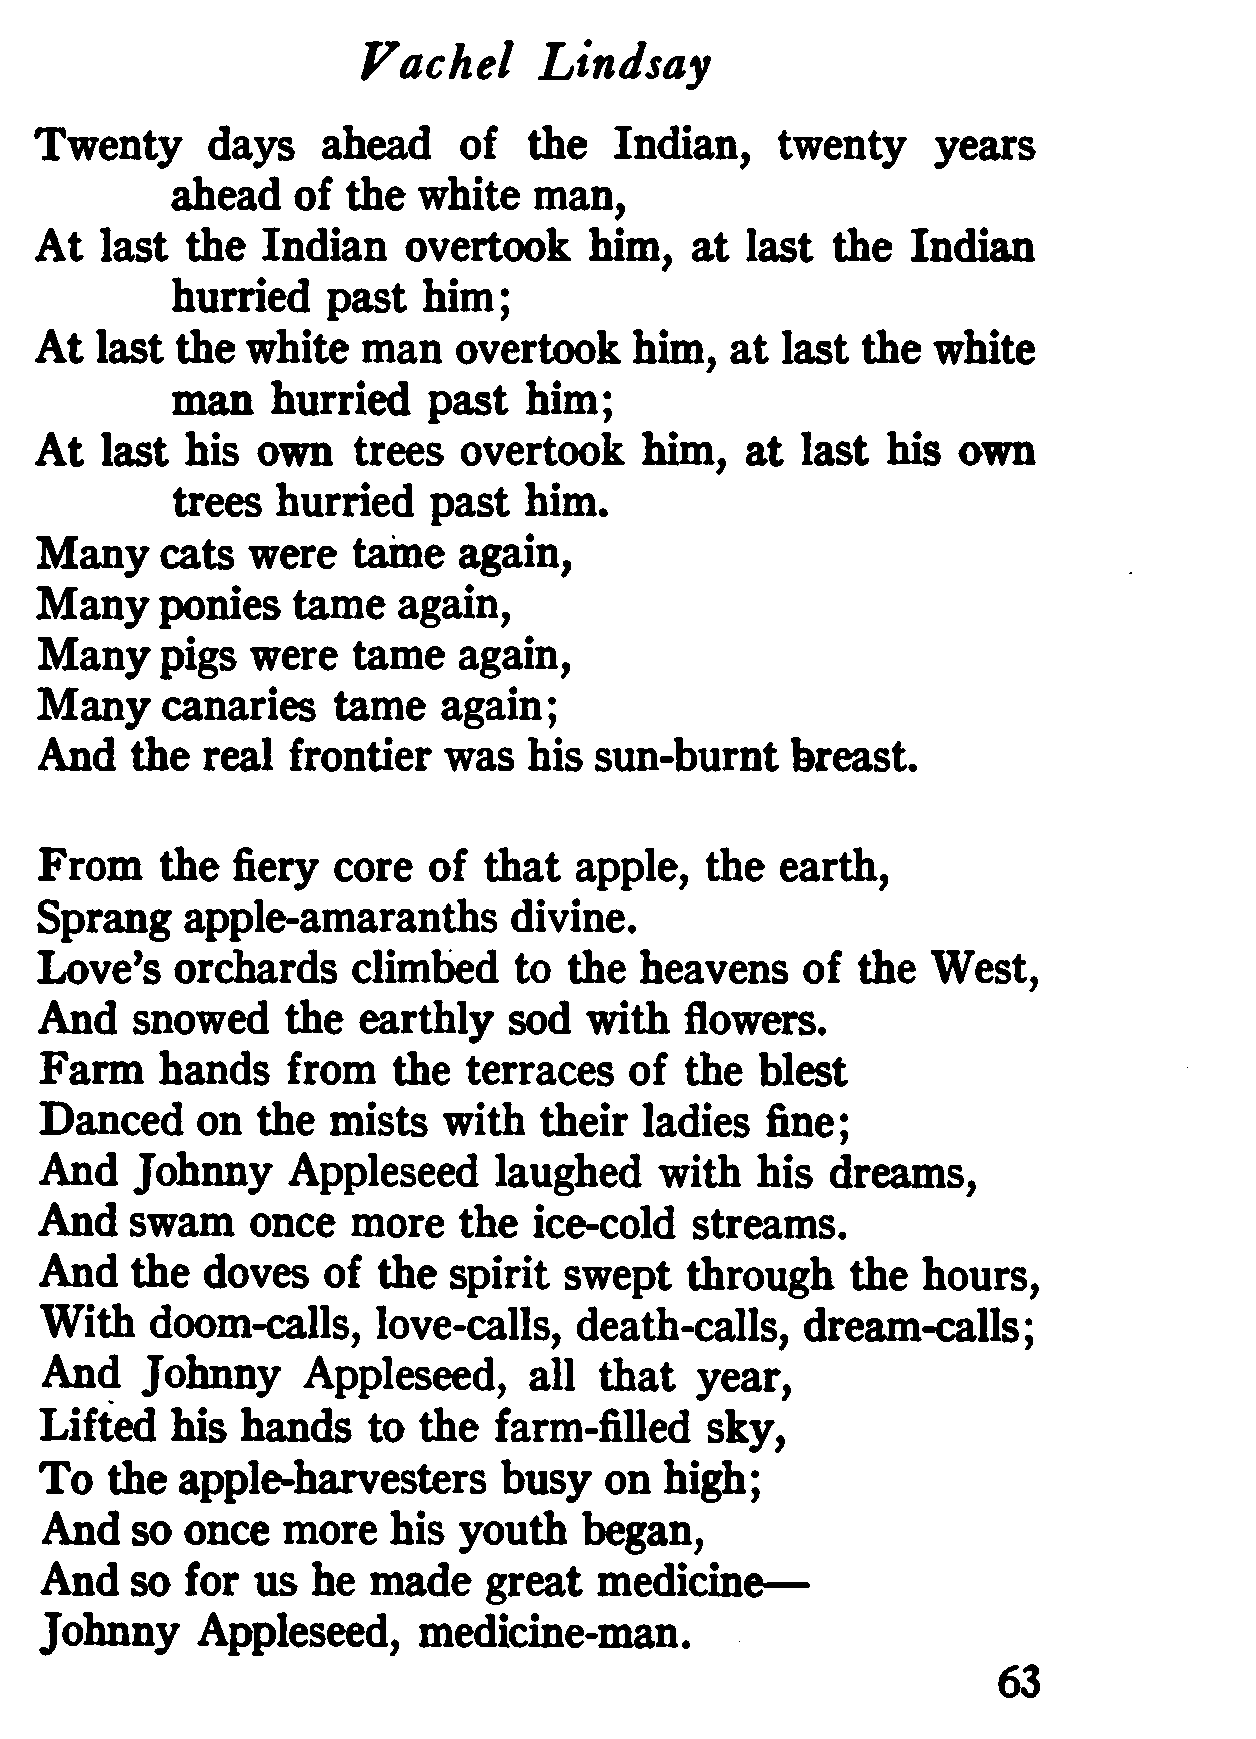 Vachel Lindsay
Twenty days ahead of the Indian, twenty years
ahead of the white man,
At last the Indian overtook him, at last the Indian
hurried past him;
At last the white man overtook him, at last the white
man hurried past him;
At last his own trees overtook him, at last his own
trees hurried past him.
Many cats were tame again,
Many ponies tame again,
Many pigs were tame again,
Many canaries tame again;
And the real frontier was his sun-burnt breast.

From the fiery core of that apple, the earth,
Sprang apple-amaranths divine.
Love's orchards climbed to the heavens of the West,
And snowed the earthly sod with flowers.
Farm hands from the terraces of the blest
Danced on the mists with their ladies fine;
And Johnny Appleseed laughed with his dreams,
And swam once more the ice-cold streams.
And the doves of the spirit swept through the hours,
With doom-calls, love-calls, death-calls, dream-calls;
And Johnny Appleseed, all that year,
Lifted his hands to the farm-filled sky,
To the apple-harvesters busy on high;
And so once more his youth began,
And so for us he made great medicine—
Johnny Appleseed, medicine-man.
63